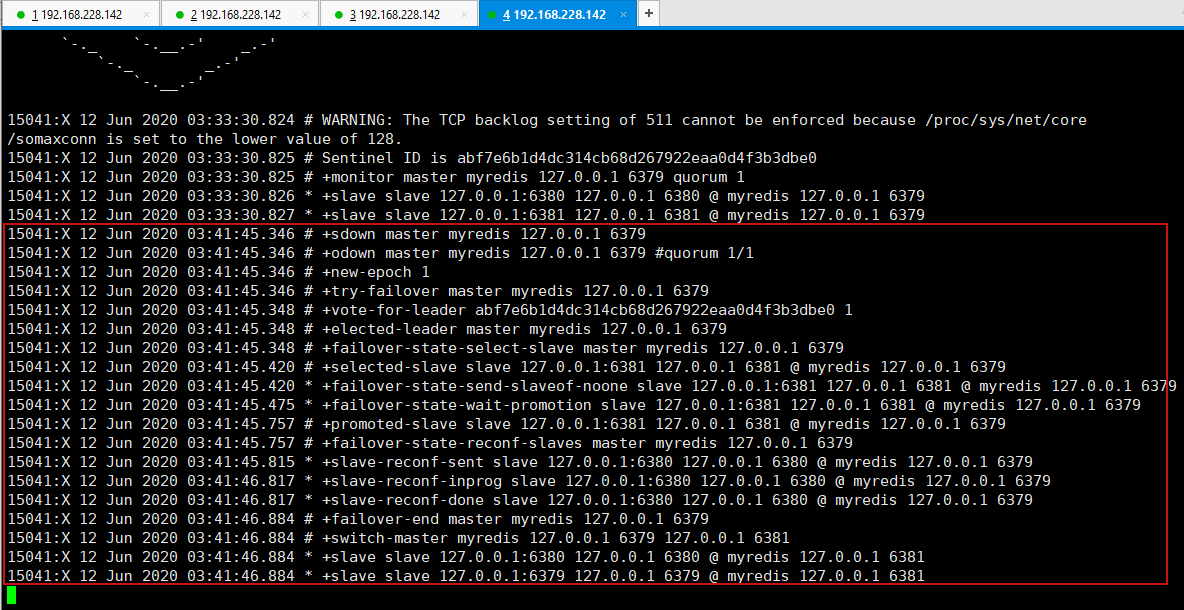 1 192.168.228.142 × 2 192.168.228.142 × 3 192.168.228.142 × 4 192.168.228.142 × +
`-._    `-.__.-'    _.-'
`-._        _.-'
`-.__.-'
15041:X 12 Jun 2020 03:33:30.824 # WARNING: The TCP backlog setting of 511 cannot be enforced because /proc/sys/net/core
/somaxconn is set to the lower value of 128.
15041:X 12 Jun 2020 03:33:30.825 # Sentinel ID is abf7e6b1d4dc314cb68d267922eaa0d4f3b3dbe0
15041:X 12 Jun 2020 03:33:30.825 # +monitor master myredis 127.0.0.1 6379 quorum 1
15041:X 12 Jun 2020 03:33:30.826 * +slave slave 127.0.0.1:6380 127.0.0.1 6380 @ myredis 127.0.0.1 6379
15041:X 12 Jun 2020 03:33:30.827 * +slave slave 127.0.0.1:6381 127.0.0.1 6381 @ myredis 127.0.0.1 6379
15041:X 12 Jun 2020 03:41:45.346 # +sdown master myredis 127.0.0.1 6379
15041:X 12 Jun 2020 03:41:45.346 # +odown master myredis 127.0.0.1 6379 #quorum 1/1
15041:X 12 Jun 2020 03:41:45.346 # +new-epoch 1
15041:X 12 Jun 2020 03:41:45.346 # +try-failover master myredis 127.0.0.1 6379
15041:X 12 Jun 2020 03:41:45.348 # +vote-for-leader abf7e6b1d4dc314cb68d267922eaa0d4f3b3dbe0 1
15041:X 12 Jun 2020 03:41:45.348 # +elected-leader master myredis 127.0.0.1 6379
15041:X 12 Jun 2020 03:41:45.348 # +failover-state-select-slave master myredis 127.0.0.1 6379
15041:X 12 Jun 2020 03:41:45.420 # +selected-slave slave 127.0.0.1:6381 127.0.0.1 6381 @ myredis 127.0.0.1 6379
15041:X 12 Jun 2020 03:41:45.420 * +failover-state-send-slaveof-noone slave 127.0.0.1:6381 127.0.0.1 6381 @ myredis 127.0.0.1 6379
15041:X 12 Jun 2020 03:41:45.475 * +failover-state-wait-promotion slave 127.0.0.1:6381 127.0.0.1 6381 @ myredis 127.0.0.1 6379
15041:X 12 Jun 2020 03:41:45.757 # +promoted-slave slave 127.0.0.1:6381 127.0.0.1 6381 @ myredis 127.0.0.1 6379
15041:X 12 Jun 2020 03:41:45.757 # +failover-state-reconf-slaves master myredis 127.0.0.1 6379
15041:X 12 Jun 2020 03:41:45.815 * +slave-reconf-sent slave 127.0.0.1:6380 127.0.0.1 6380 @ myredis 127.0.0.1 6379
15041:X 12 Jun 2020 03:41:46.817 * +slave-reconf-inprog slave 127.0.0.1:6380 127.0.0.1 6380 @ myredis 127.0.0.1 6379
15041:X 12 Jun 2020 03:41:46.817 * +slave-reconf-done slave 127.0.0.1:6380 127.0.0.1 6380 @ myredis 127.0.0.1 6379
15041:X 12 Jun 2020 03:41:46.884 # +failover-end master myredis 127.0.0.1 6379
15041:X 12 Jun 2020 03:41:46.884 # +switch-master myredis 127.0.0.1 6379 127.0.0.1 6381
15041:X 12 Jun 2020 03:41:46.884 * +slave slave 127.0.0.1:6380 127.0.0.1 6380 @ myredis 127.0.0.1 6381
15041:X 12 Jun 2020 03:41:46.884 * +slave slave 127.0.0.1:6379 127.0.0.1 6379 @ myredis 127.0.0.1 6381